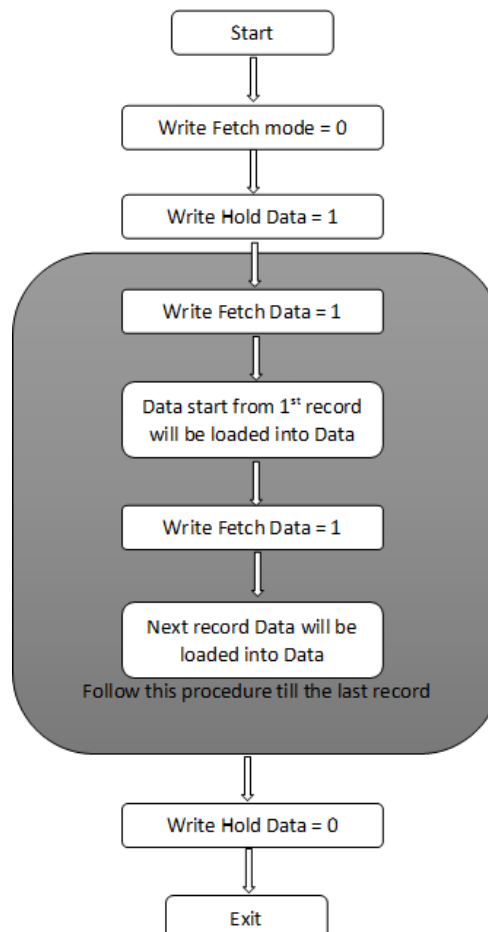 Start
Write Fetch mode = 0
Write Hold Data = 1
Write Fetch Data = 1
Data start from 1st record
will be loaded into Data
Write Fetch Data = 1
Next record Data will be
loaded into Data
Follow this procedure till the last record
Write Hold Data = 0
Exit